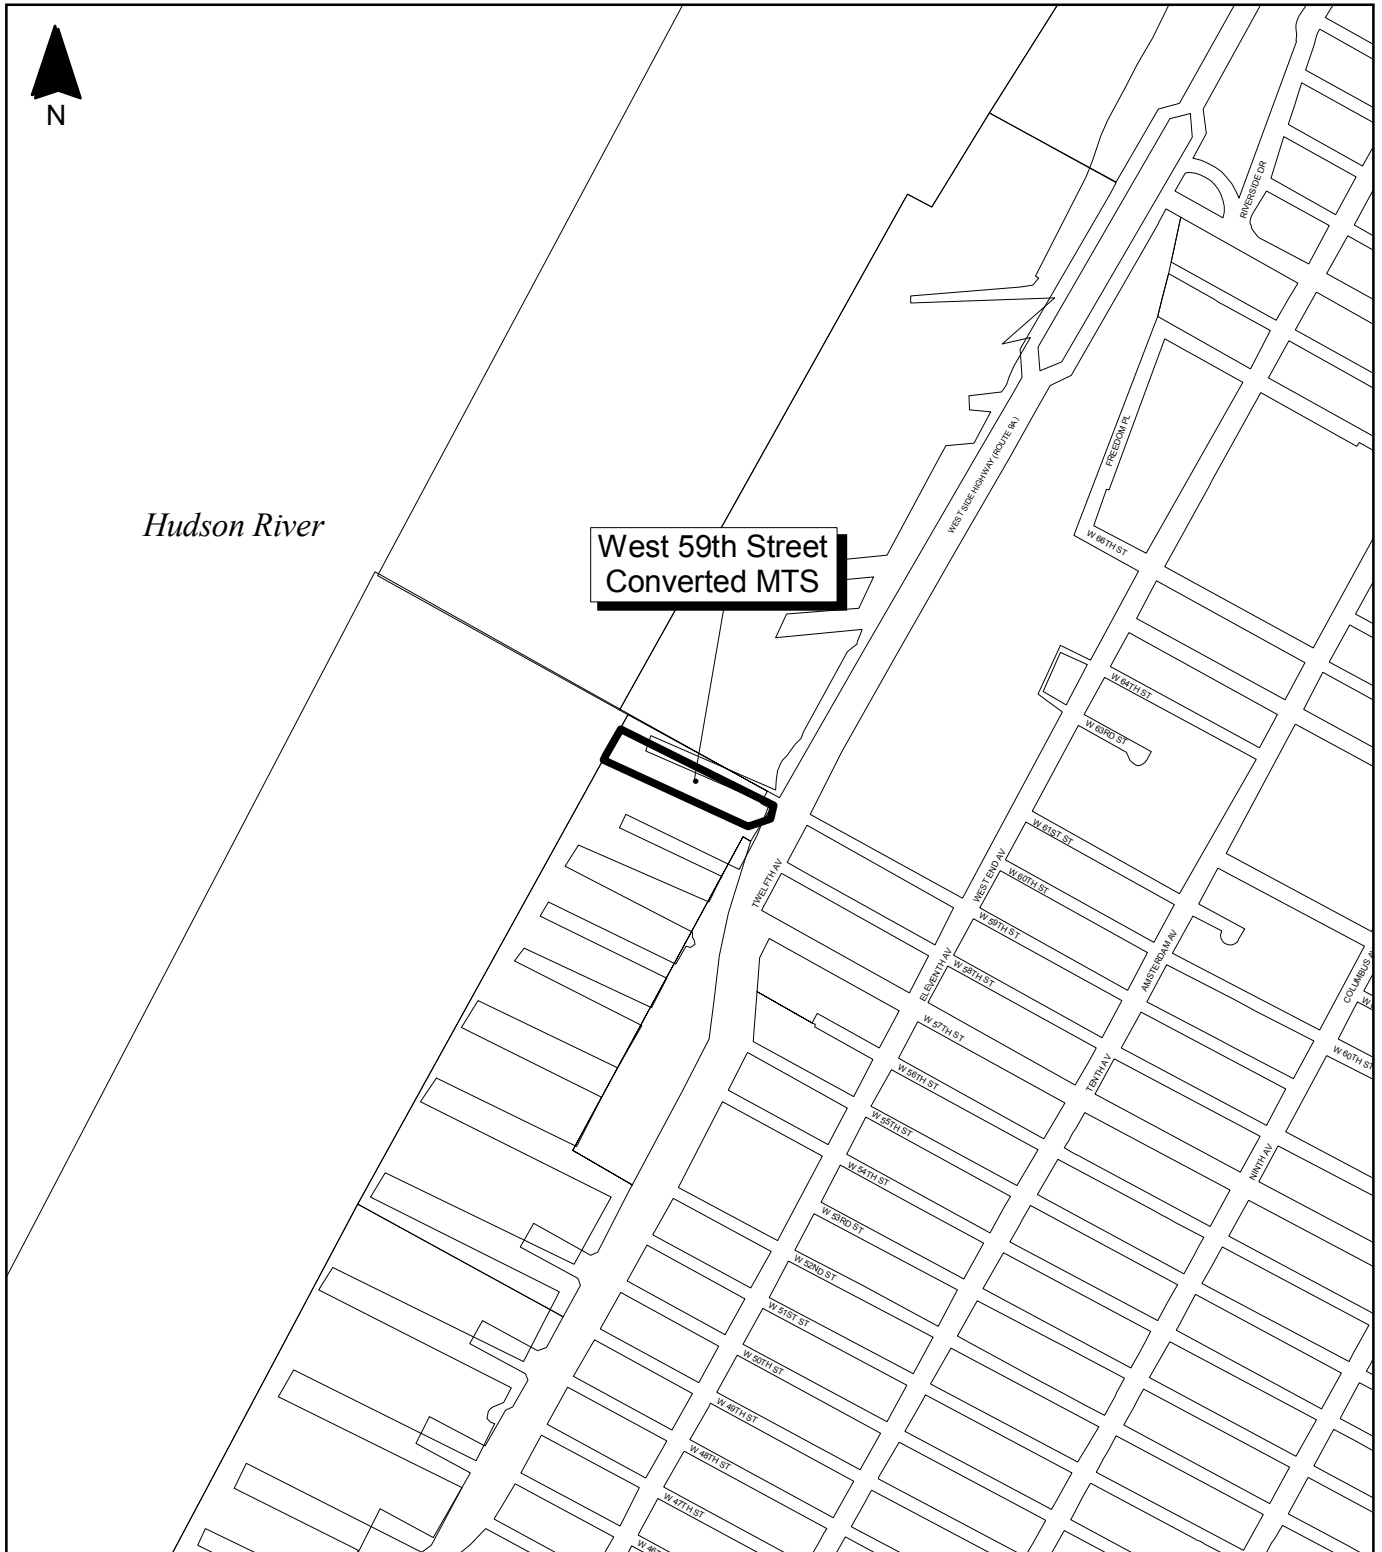 N
RIVERSIDE DR
WEST SIDE HIGHWAY (ROUTE 9A)
FREEDOM PL
Hudson River
West 59th Street
Converted MTS
W 66TH ST
W 64TH ST
W 63RD ST
W 61ST ST
TWELFTH AV
WEST END AV
W 60TH ST
W 59TH ST
AMSTERDAM AV
ELEVENTH AV
W 58TH ST
COLUMBUS A
W
W 57TH ST
W 60TH ST
TENTH AV
W 56TH ST
W 55TH ST
NINTH AV
W 54TH ST
W 53RD ST
W 52ND ST
W 51ST ST
W 50TH ST
W 49TH ST
W 48TH ST
W 47TH ST